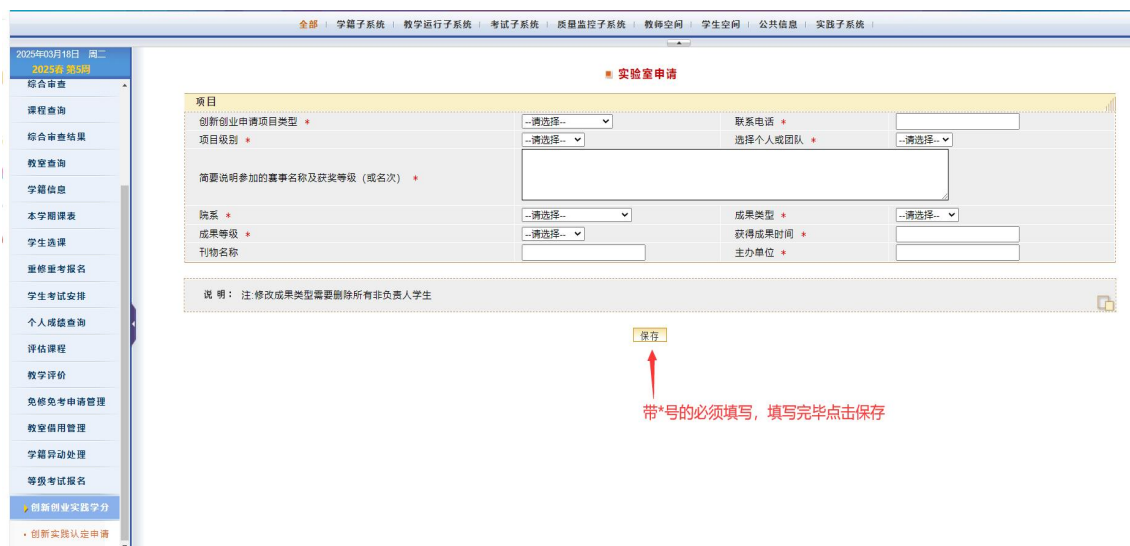 全部 学籍子系统 教学运行子系统 考试子系统 质量监控子系统 教师空间 学生空间 公共信息 实践子系统
2025年03月18日 周二
2025春 第5周
综合审查
课程查询
综合审查结果
教室查询
学籍信息
本学期课表
学生选课
重修重考报名
学生考试安排
个人成绩查询
评估课程
教学评价
免修免考申请管理
教室借用管理
学籍异动处理
等级考试报名
创新创业实践学分
创新实践认定申请
实验室申请
项目
创新创业申请项目类型 * --请选择-- 联系电话 *
项目级别 * --请选择-- 选择个人或团队 * --请选择--
简要说明参加的赛事名称及获奖等级（或名次） *
院系 * --请选择-- 成果类型 * --请选择--
成果等级 * --请选择-- 获得成果时间 *
刊物名称 主办单位 *
说 明： 注:修改成果类型需要删除所有非负责人学生
保存
带*号的必须填写，填写完毕点击保存